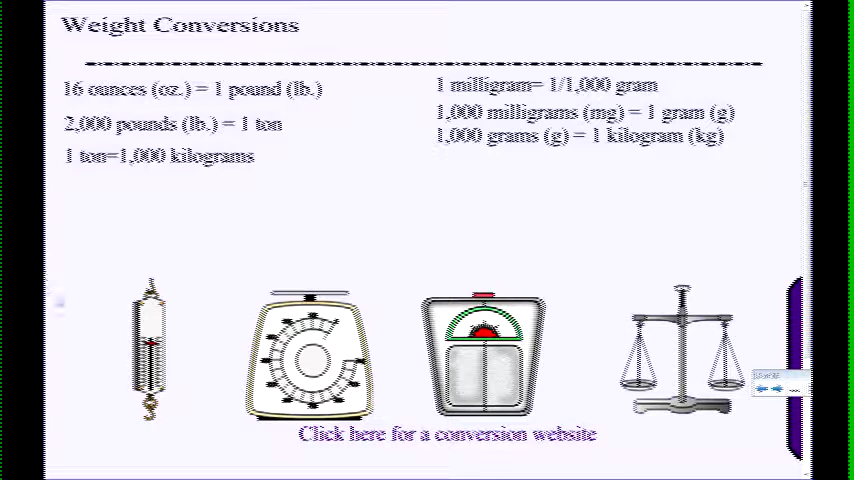 Weight Conversions
16 ounces (oz.) = 1 pound (lb.)
2,000 pounds (lb.) = 1 ton
1 ton=1,000 kilograms
1 milligram= 1/1,000 gram
1,000 milligrams (mg) = 1 gram (g)
1,000 grams (g) = 1 kilogram (kg)
Click here for a conversion website